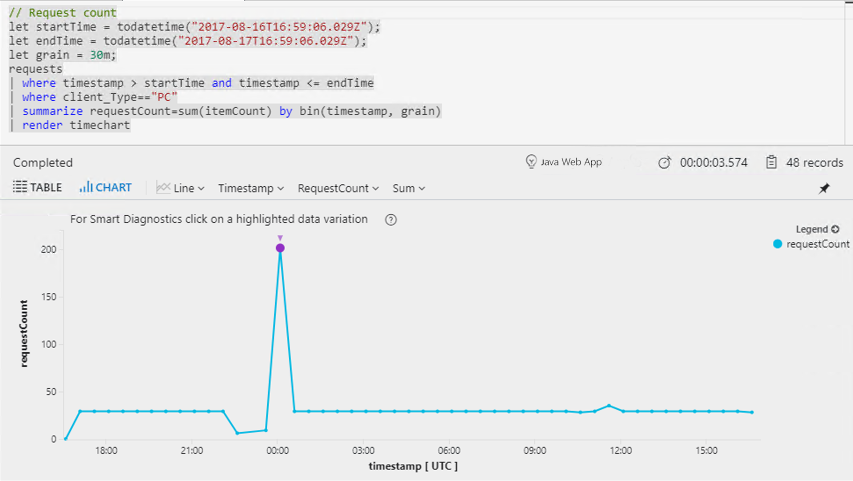 // Request count
let startTime = todatetime("2017-08-16T16:59:06.029Z");
let endTime = todatetime("2017-08-17T16:59:06.029Z");
let grain = 30m;
requests
| where timestamp > startTime and timestamp <= endTime
| where client_Type=="PC"
| summarize requestCount=sum(itemCount) by bin(timestamp, grain)
| render timechart
Completed
Java Web App
00:00:03.574
48 records
TABLE
CHART
Line
Timestamp
RequestCount
Sum
For Smart Diagnostics click on a highlighted data variation
?
Legend
requestCount
requestCount
200
150
100
50
0
18:00
21:00
00:00
03:00
06:00
09:00
12:00
15:00
timestamp [ UTC ]